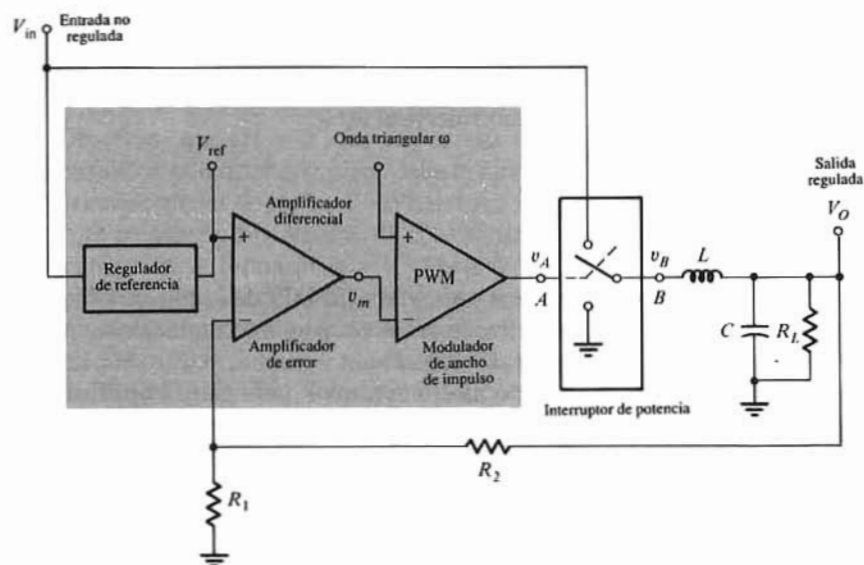 V_in
Entrada no
regulada
V_ref
Onda triangular ω
Salida
regulada
V_O
Amplificador
diferencial
Regulador
de referencia
+
−
v_m
+
PWM
−
v_A
A
v_B
B
L
C
R_L
Amplificador
de error
Modulador
de ancho
de impulso
Interruptor de potencia
R_2
R_1